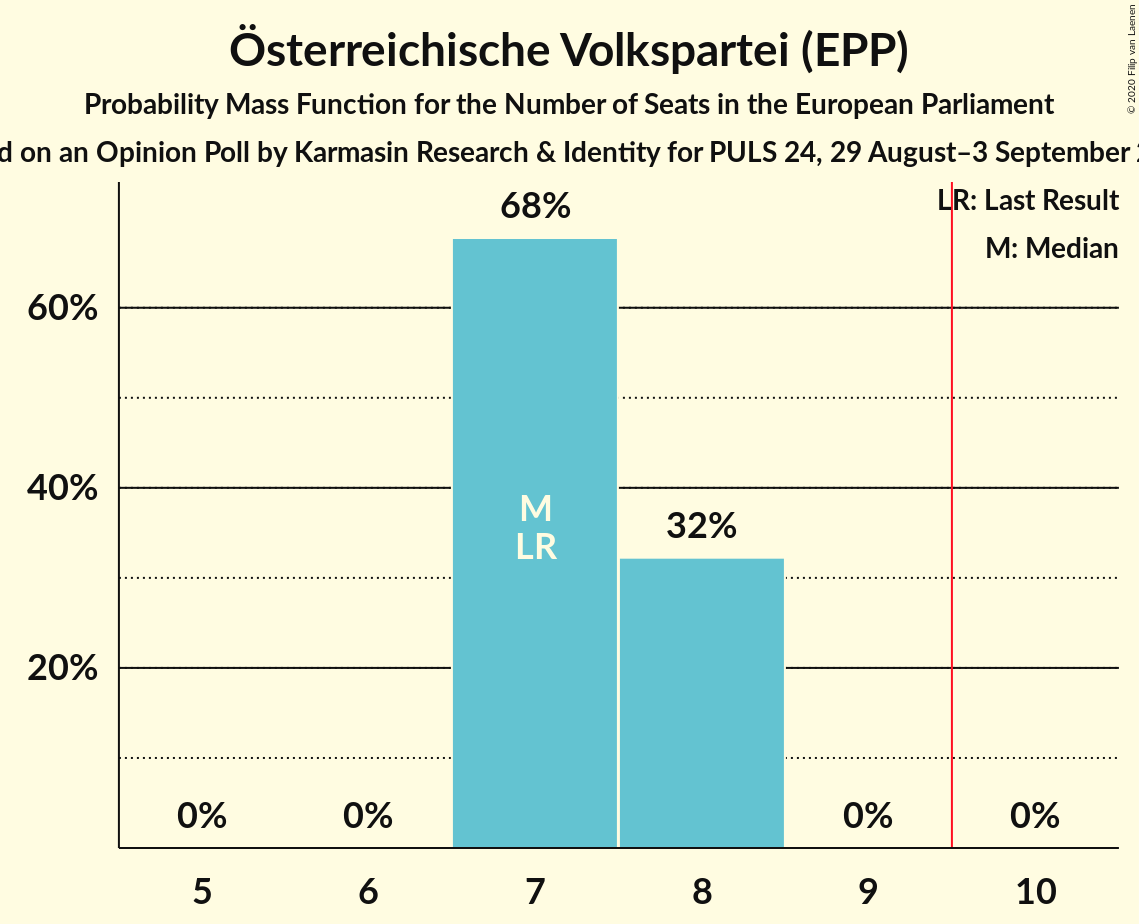 Österreichische Volkspartei (EPP)
Probability Mass Function for the Number of Seats in the European Parliament
on an Opinion Poll by Karmasin Research & Identity for PULS 24, 29 August–3 September
© 2020 Filip van Laenen
LR: Last Result
M: Median
68%
60%
M
40%
32%
LR
20%
0%
0%
0%
0%
5
6
7
8
9
10